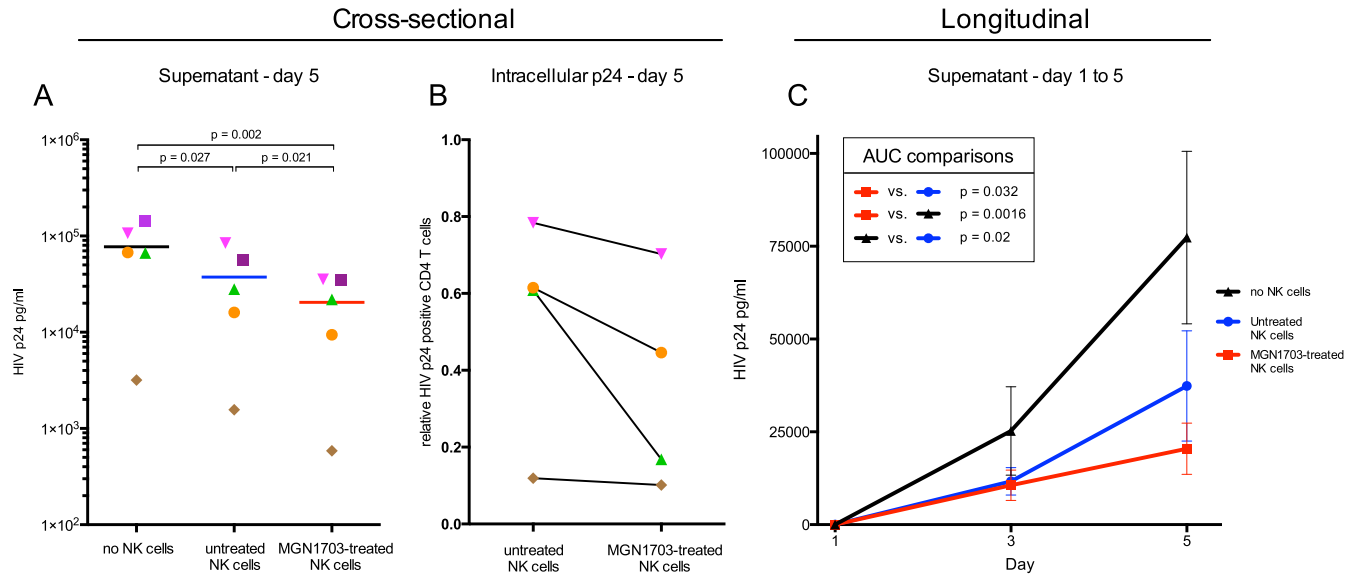 Cross-sectional
Longitudinal
Supernatant - day 5
Intracellular p24 - day 5
Supernatant - day 1 to 5
A
B
C
HIV p24 pg/ml
1×10⁶
1×10⁵
1×10⁴
1×10³
1×10²
p = 0.002
p = 0.027
p = 0.021
no NK cells
untreated
NK cells
MGN1703-treated
NK cells
relative HIV p24 positive CD4 T cells
1.0
0.8
0.6
0.4
0.2
0.0
untreated
NK cells
MGN1703-treated
NK cells
HIV p24 pg/ml
100000
75000
50000
25000
0
AUC comparisons
vs. p = 0.032
vs. p = 0.0016
vs. p = 0.02
1
3
5
Day
no NK cells
Untreated
NK cells
MGN1703-treated
NK cells